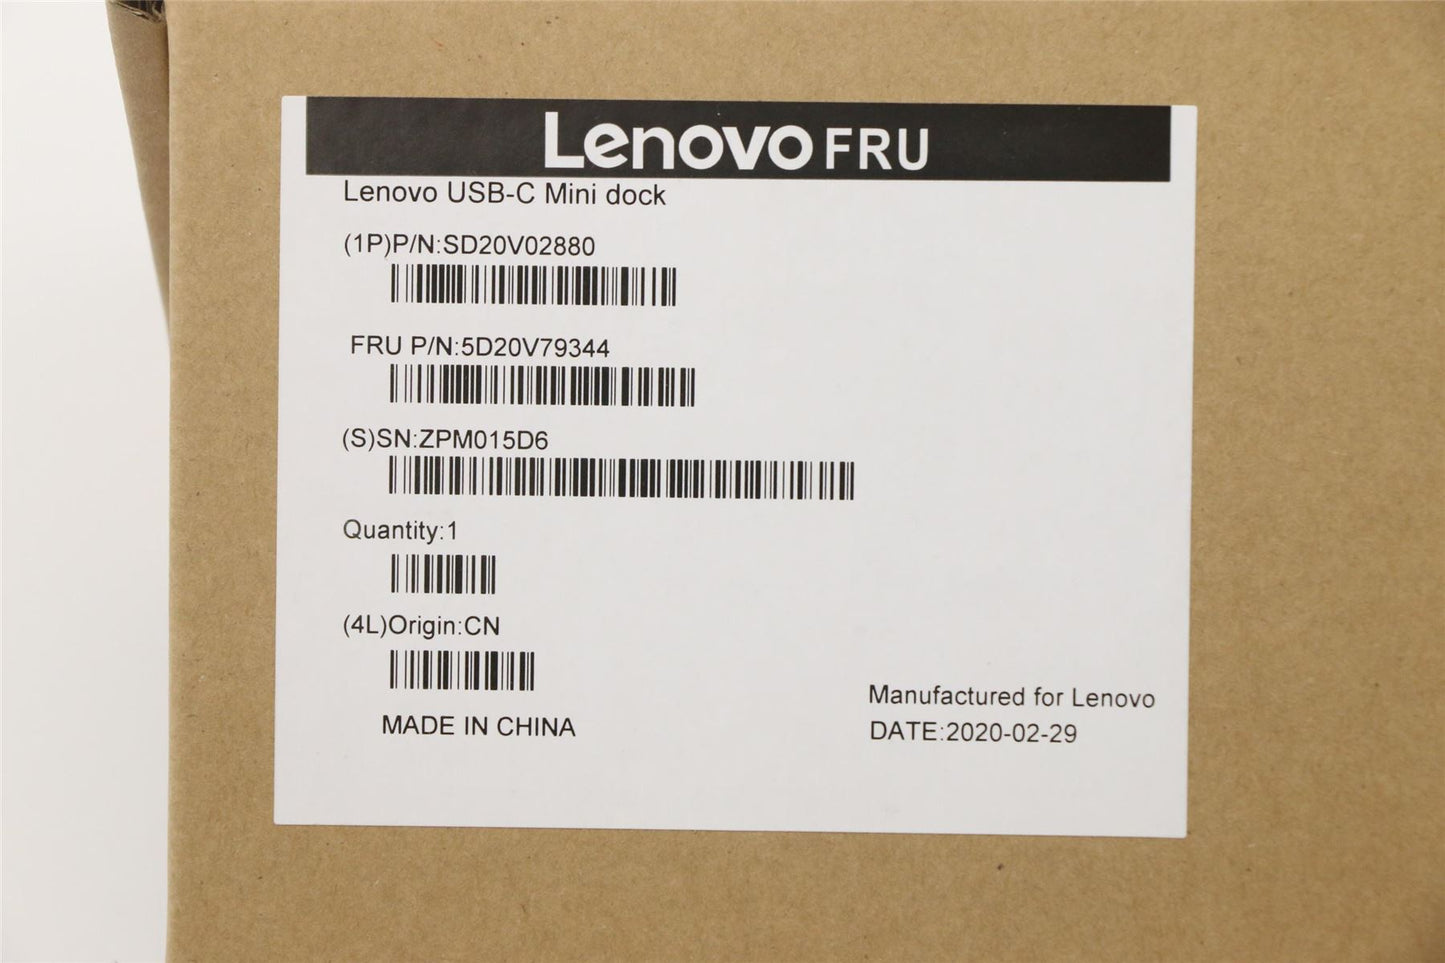 Lenovo FRU
Lenovo USB-C Mini dock
(1P)P/N:SD20V02880
FRU P/N:5D20V79344
(S)SN:ZPM015D6
Quantity:1
(4L)Origin:CN
MADE IN CHINA
Manufactured for Lenovo
DATE:2020-02-29